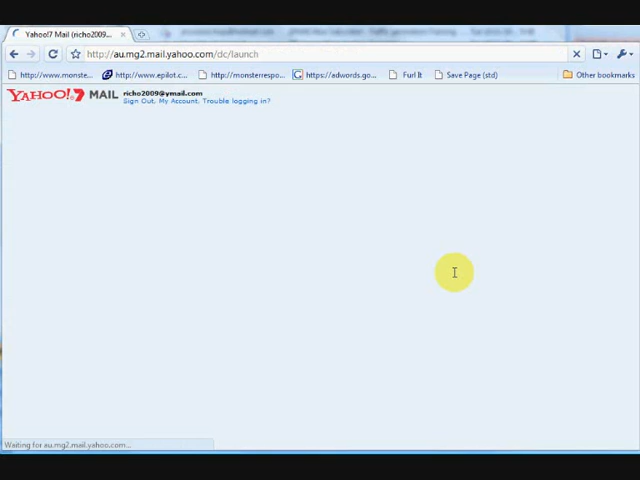 Yahoo!7 Mail (richo2009...
http://au.mg2.mail.yahoo.com/dc/launch
http://www.monste... http://www.epilot.c... http://monsterrespo... https://adwords.go... Furl It Save Page (std) Other bookmarks
YAHOO!7 MAIL richo2009@ymail.com
Sign Out, My Account, Trouble logging in?
Waiting for au.mg2.mail.yahoo.com...